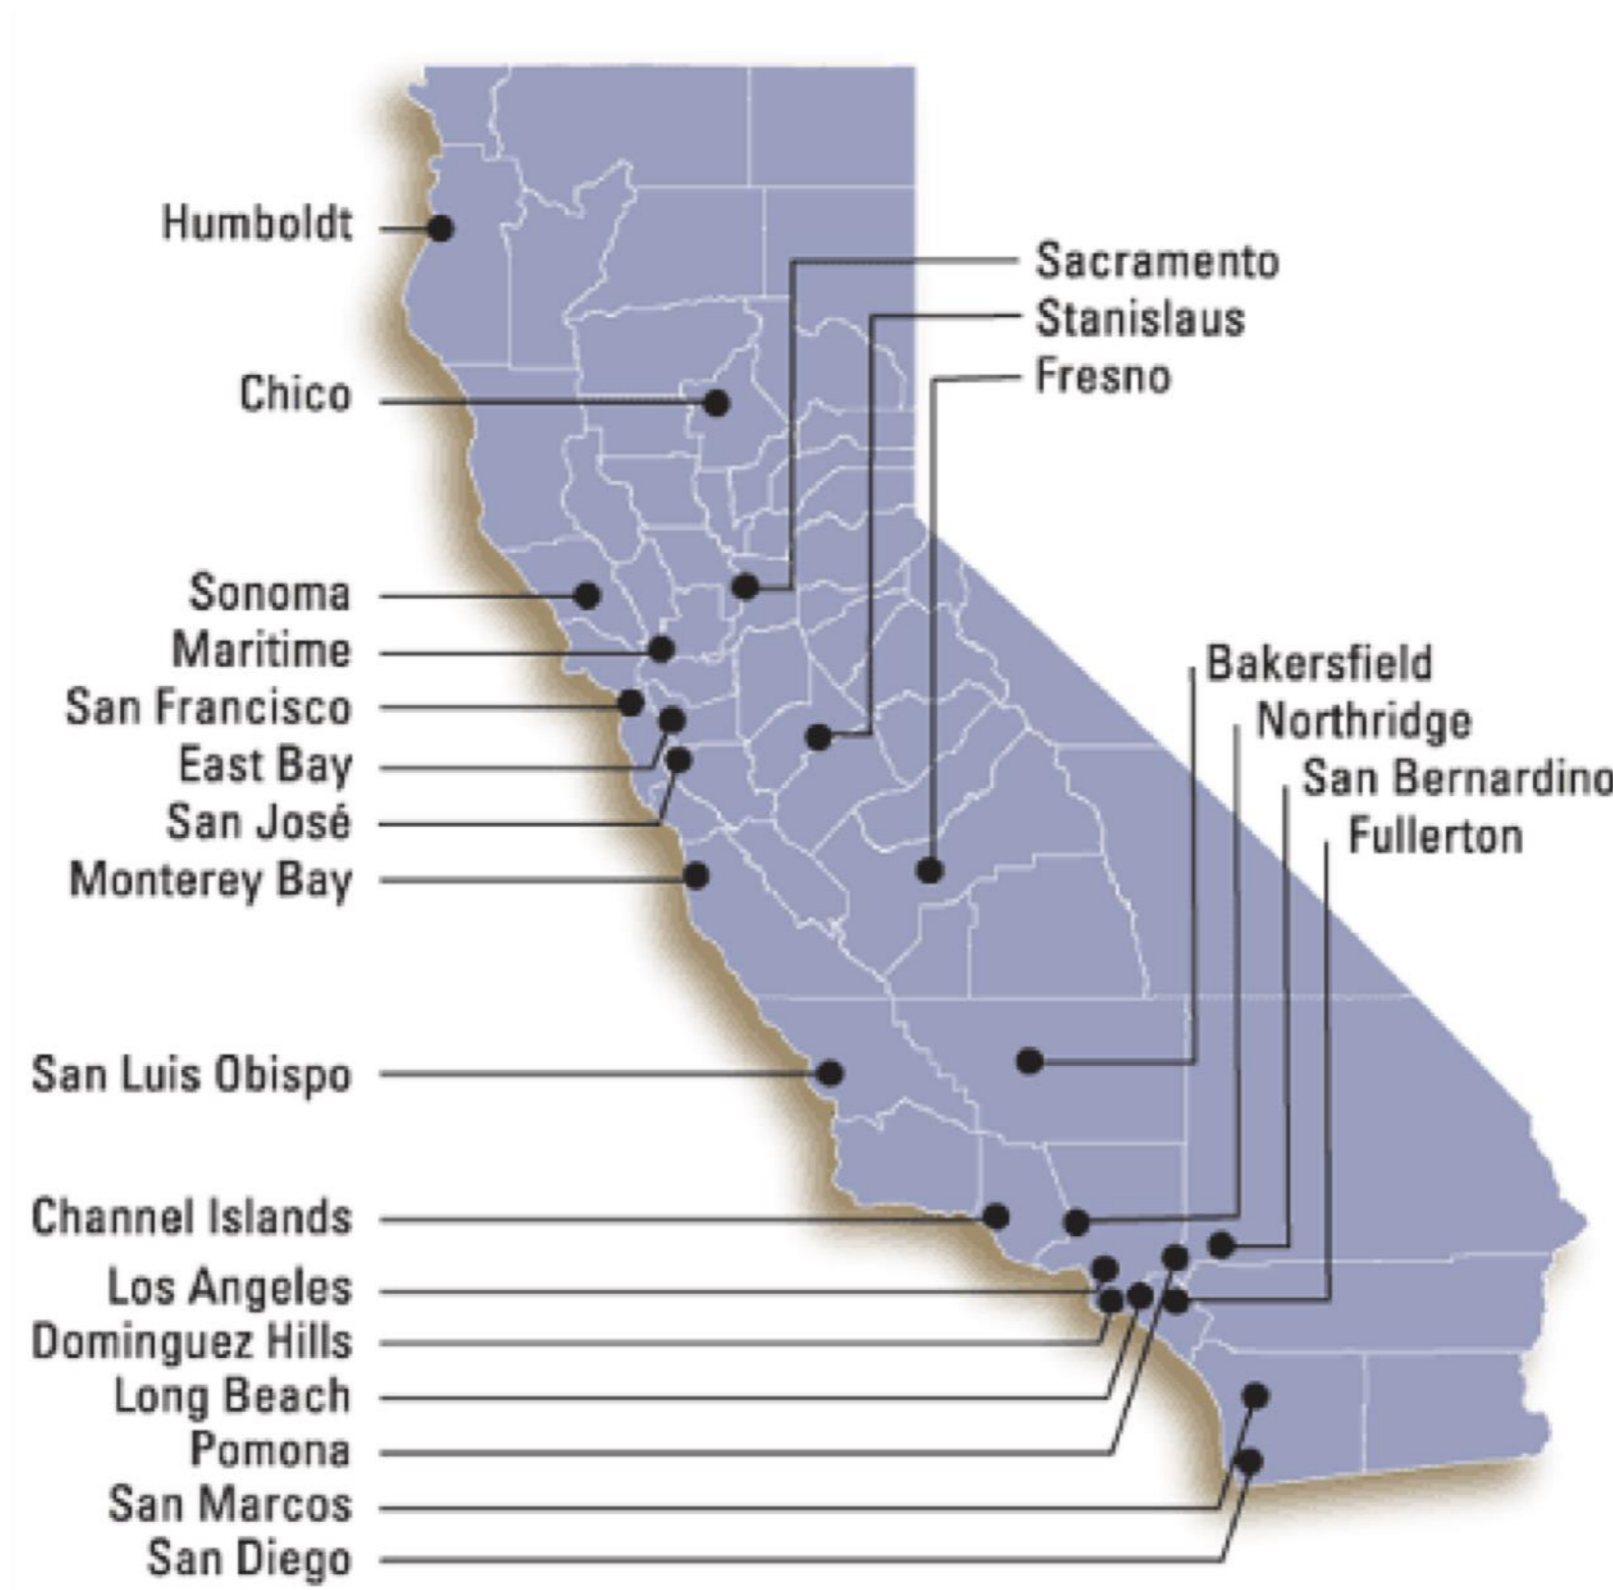 Humboldt
Chico
Sonoma
Maritime
San Francisco
East Bay
San José
Monterey Bay
San Luis Obispo
Channel Islands
Los Angeles
Dominguez Hills
Long Beach
Pomona
San Marcos
San Diego
Sacramento
Stanislaus
Fresno
Bakersfield
Northridge
San Bernardino
Fullerton